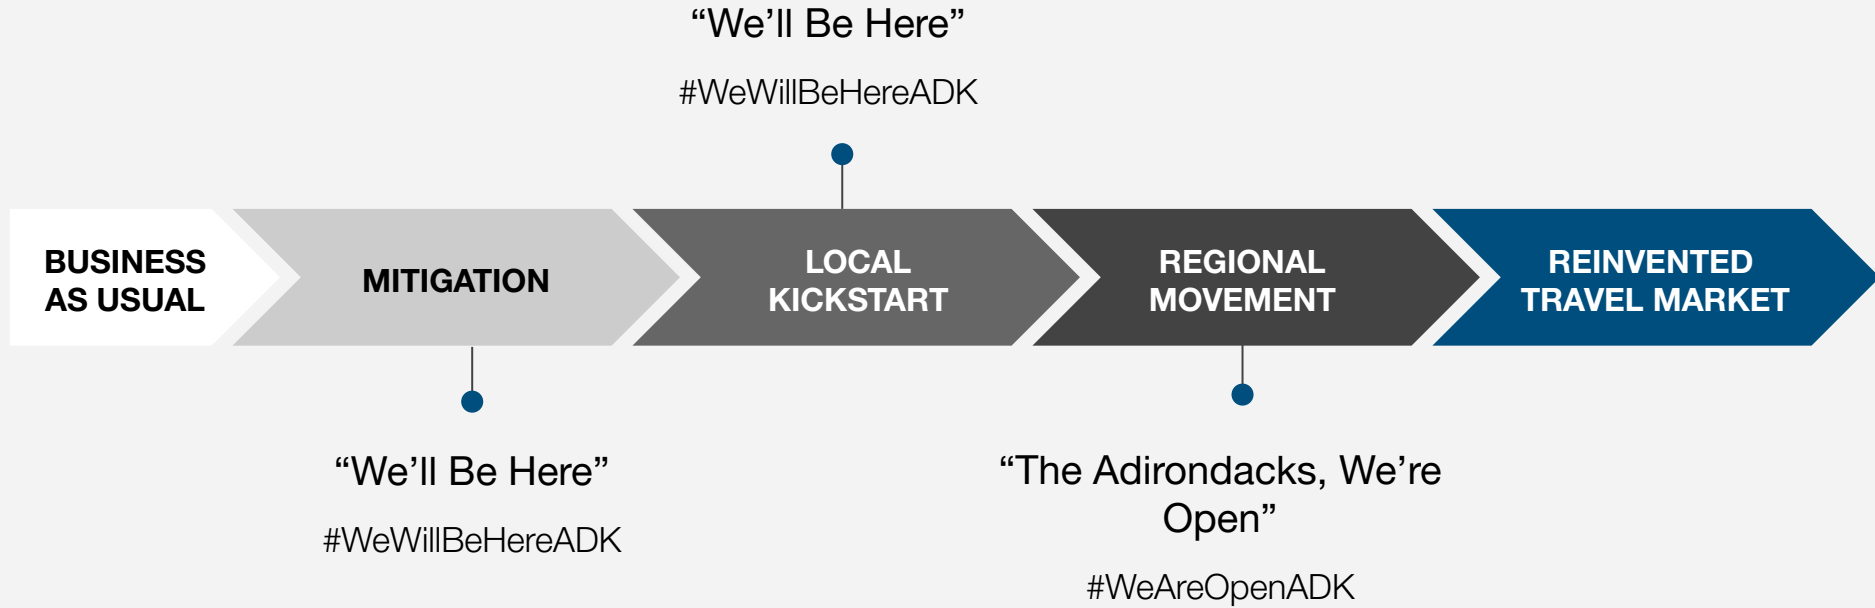 “We’ll Be Here”
#WeWillBeHereADK
BUSINESS
AS USUAL
MITIGATION
LOCAL
KICKSTART
REGIONAL
MOVEMENT
REINVENTED
TRAVEL MARKET
“We’ll Be Here”
#WeWillBeHereADK
“The Adirondacks, We’re
Open”
#WeAreOpenADK